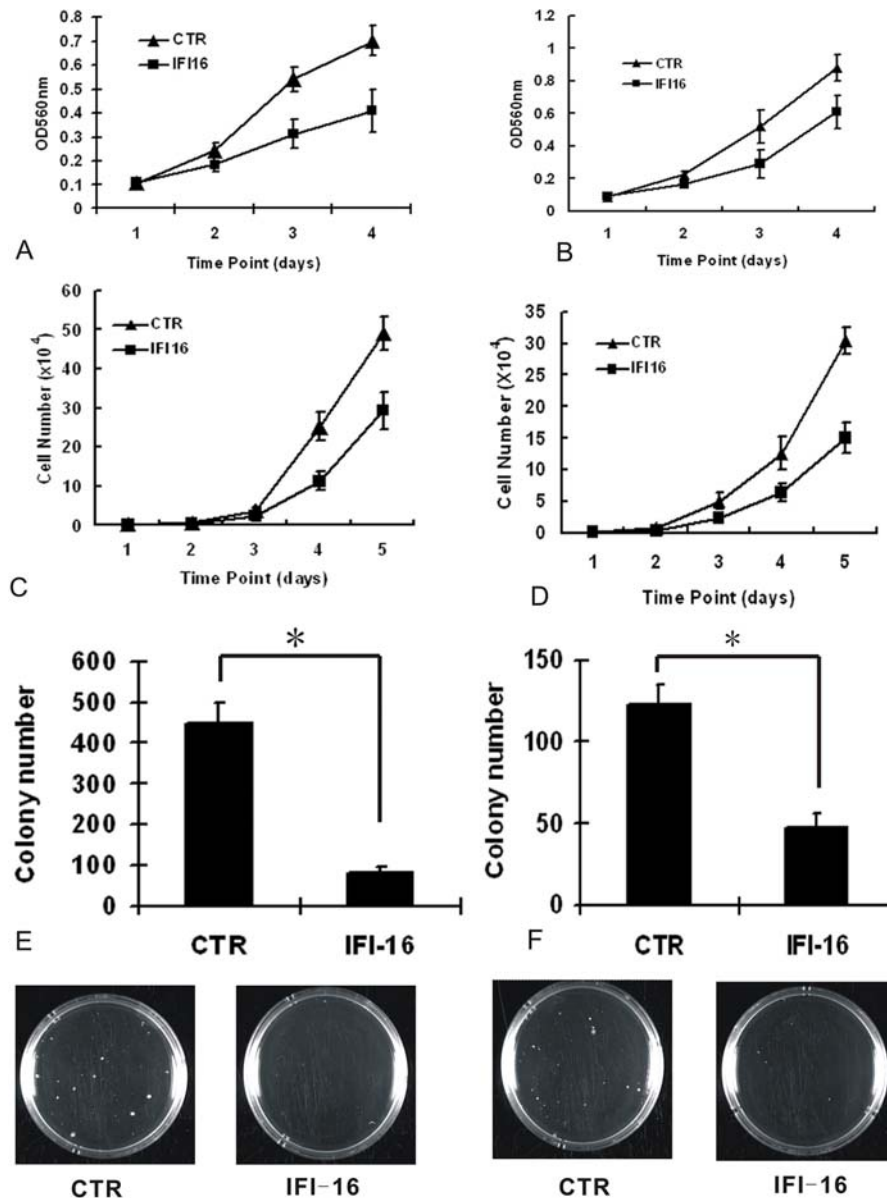 0.8
0.7
0.6
0.5
0.4
0.3
0.2
0.1
0
OD560nm
CTR
IFI16
1 2 3 4
Time Point (days)
A
1.2
1
0.8
0.6
0.4
0.2
0
OD560nm
CTR
IFI16
1 2 3 4
Time Point (days)
B
60
50
40
30
20
10
0
Cell Number (x10⁻⁴)
CTR
IFI16
1 2 3 4 5
Time Point (days)
C
35
30
25
20
15
10
5
0
Cell Number (X10⁻⁴)
CTR
IFI16
1 2 3 4 5
Time Point (days)
D
600
500
400
300
200
100
0
Colony number
*
CTR IFI-16
E
150
100
50
0
Colony number
*
CTR IFI-16
F
CTR IFI-16
CTR IFI-16